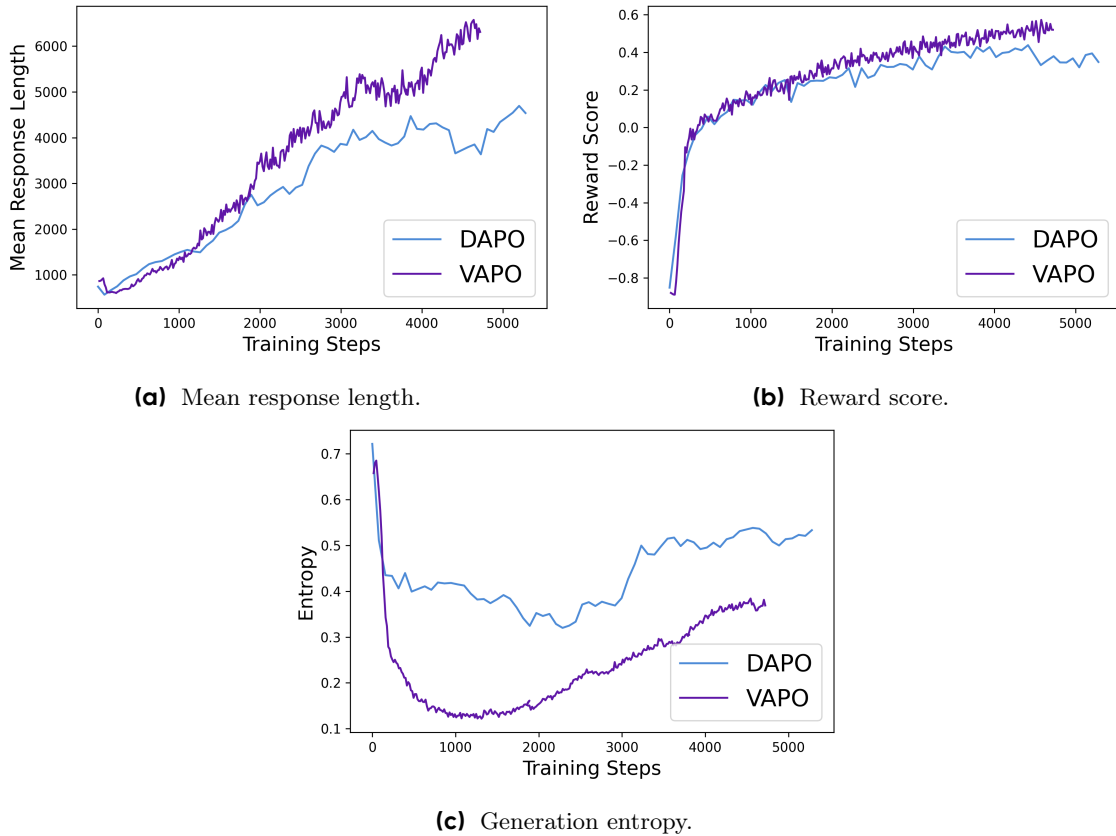 Mean Response Length
6000
5000
4000
3000
2000
1000
0 1000 2000 3000 4000 5000
Training Steps
DAPO
VAPO
(a) Mean response length.
Reward Score
0.6
0.4
0.2
0.0
−0.2
−0.4
−0.6
−0.8
0 1000 2000 3000 4000 5000
Training Steps
DAPO
VAPO
(b) Reward score.
Entropy
0.7
0.6
0.5
0.4
0.3
0.2
0.1
0 1000 2000 3000 4000 5000
Training Steps
DAPO
VAPO
(c) Generation entropy.